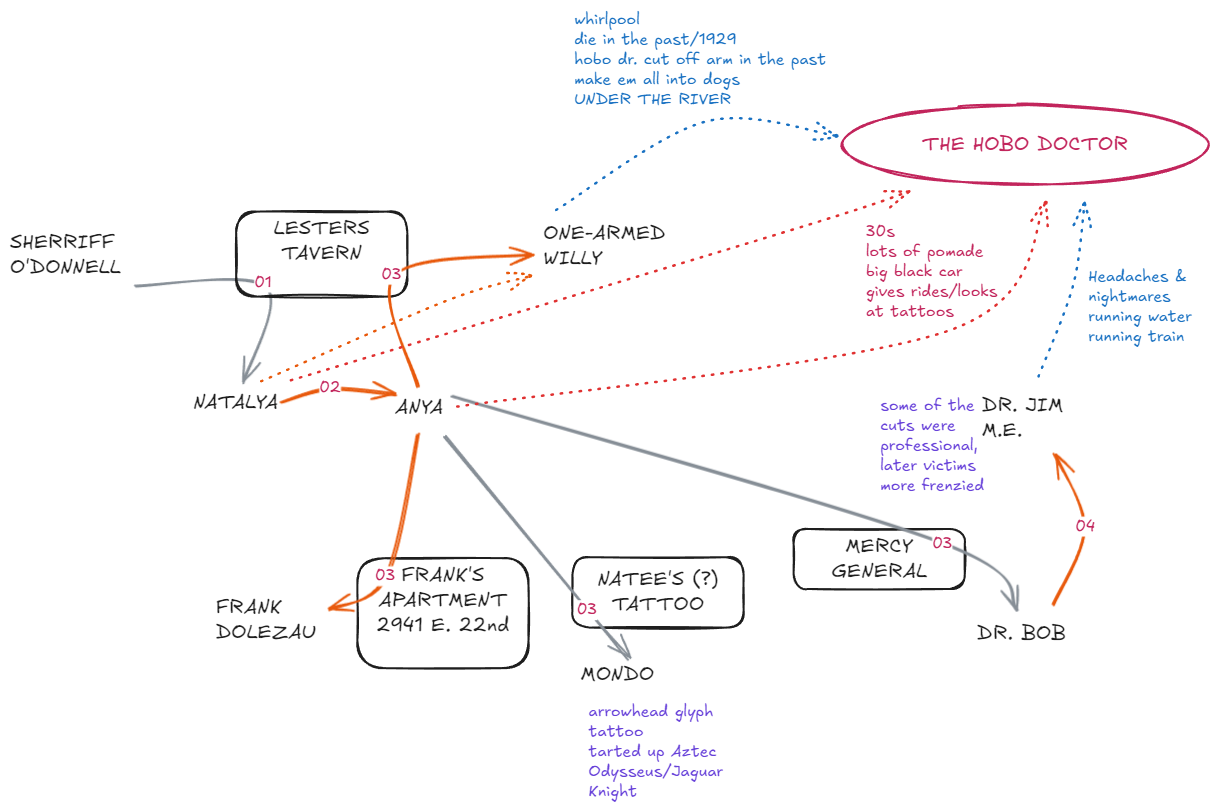 whirlpool
die in the past/1929
hobo dr. cut off arm in the past
make em all into dogs
UNDER THE RIVER
THE HOBO DOCTOR
SHERRIFF
O'DONNELL
LESTERS
TAVERN
01
03
ONE-ARMED
WILLY
30s
lots of pomade
big black car
gives rides/looks
at tattoos
Headaches &
nightmares
running water
running train
NATALYA
02
ANYA
some of the
cuts were
professional,
later victims
more frenzied
DR. JIM
M.E.
04
MERCY
GENERAL
03
FRANK'S
APARTMENT
2941 E. 22nd
03
FRANK
DOLEZAU
NATEE'S (?)
TATTOO
03
MONDO
DR. BOB
arrowhead glyph
tattoo
tarted up Aztec
Odysseus/Jaguar
Knight